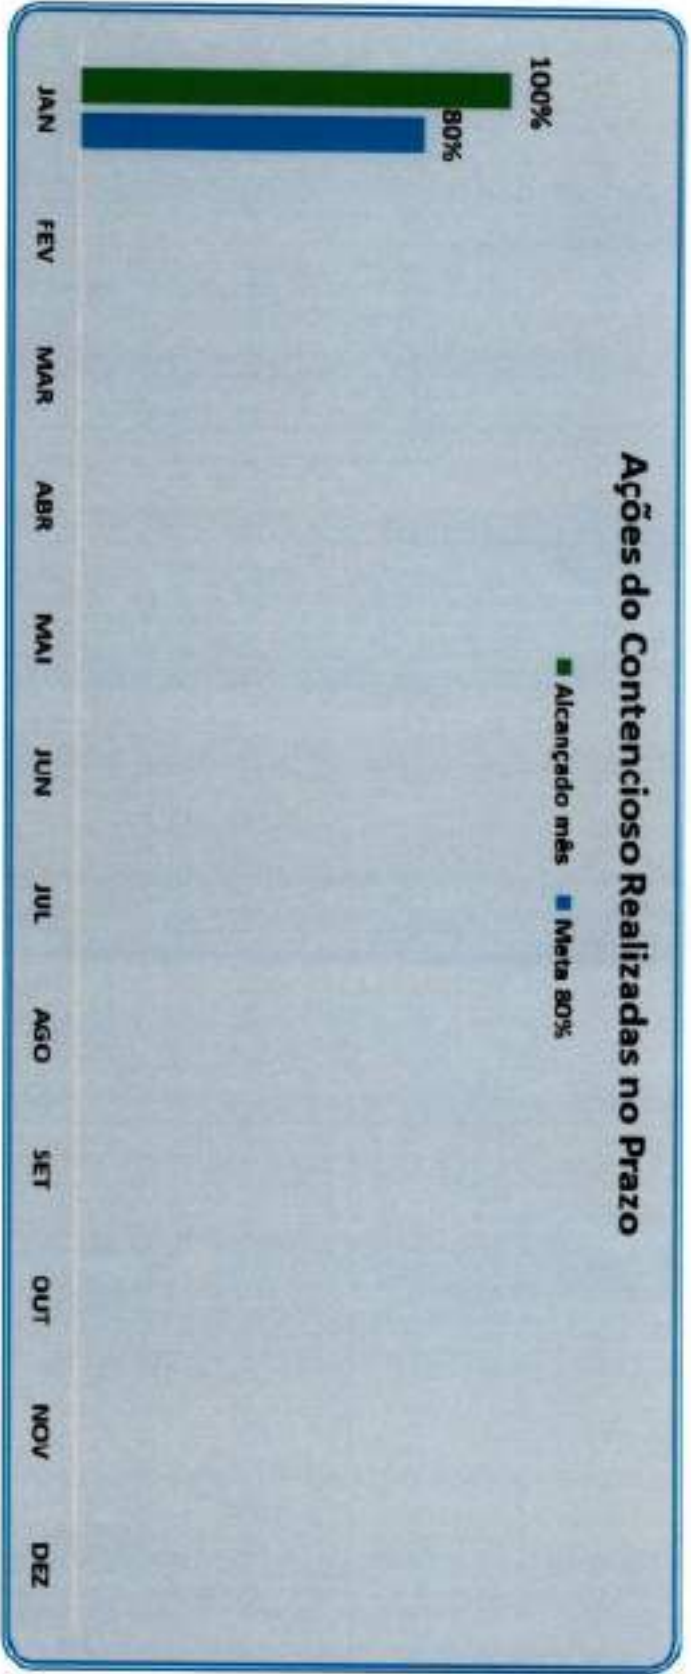 Ações do Contencioso Realizadas no Prazo
Alcançado mês Meta 80%
100%
80%
JAN FEV MAR ABR MAI JUN JUL AGO SET OUT NOV DEZ